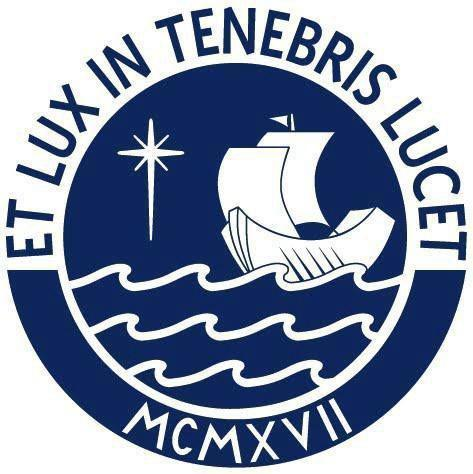 ET LUX IN TENEBRIS LUCET
MCMXVII